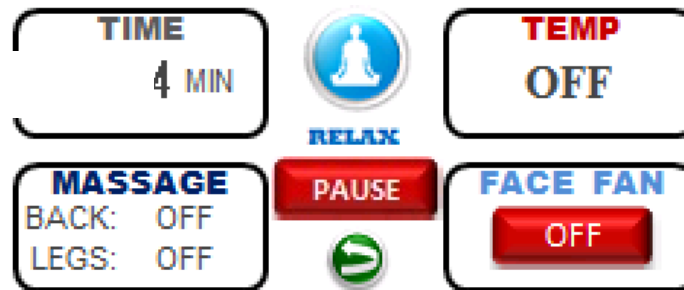 TIME
4 MIN
RELAX
TEMP
OFF
MASSAGE
BACK: OFF
LEGS: OFF
PAUSE
FACE FAN
OFF